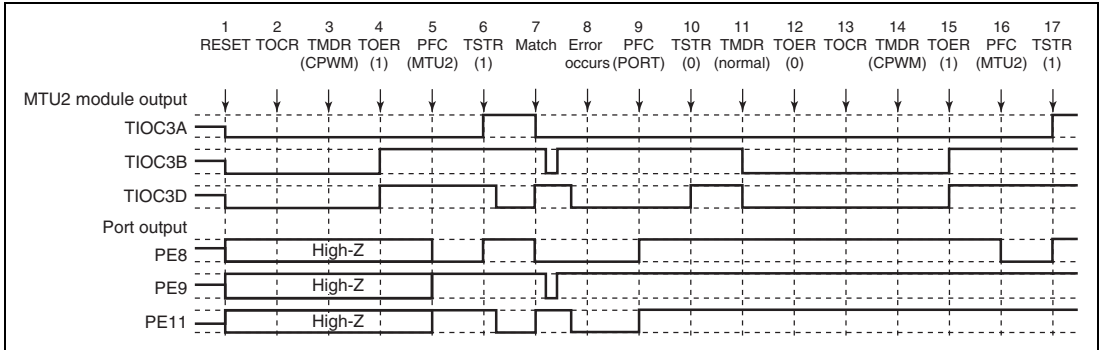 1 2 3 4 5 6 7 8 9 10 11 12 13 14 15 16 17
RESET TOCR TMDR TOER PFC TSTR Match Error PFC TSTR TMDR TOER TOCR TMDR TOER PFC TSTR
(CPWM) (1) (MTU2) (1) occurs (PORT) (0) (normal) (0) (CPWM) (1) (MTU2) (1)
MTU2 module output
TIOC3A
TIOC3B
TIOC3D
Port output
PE8 High-Z
PE9 High-Z
PE11 High-Z